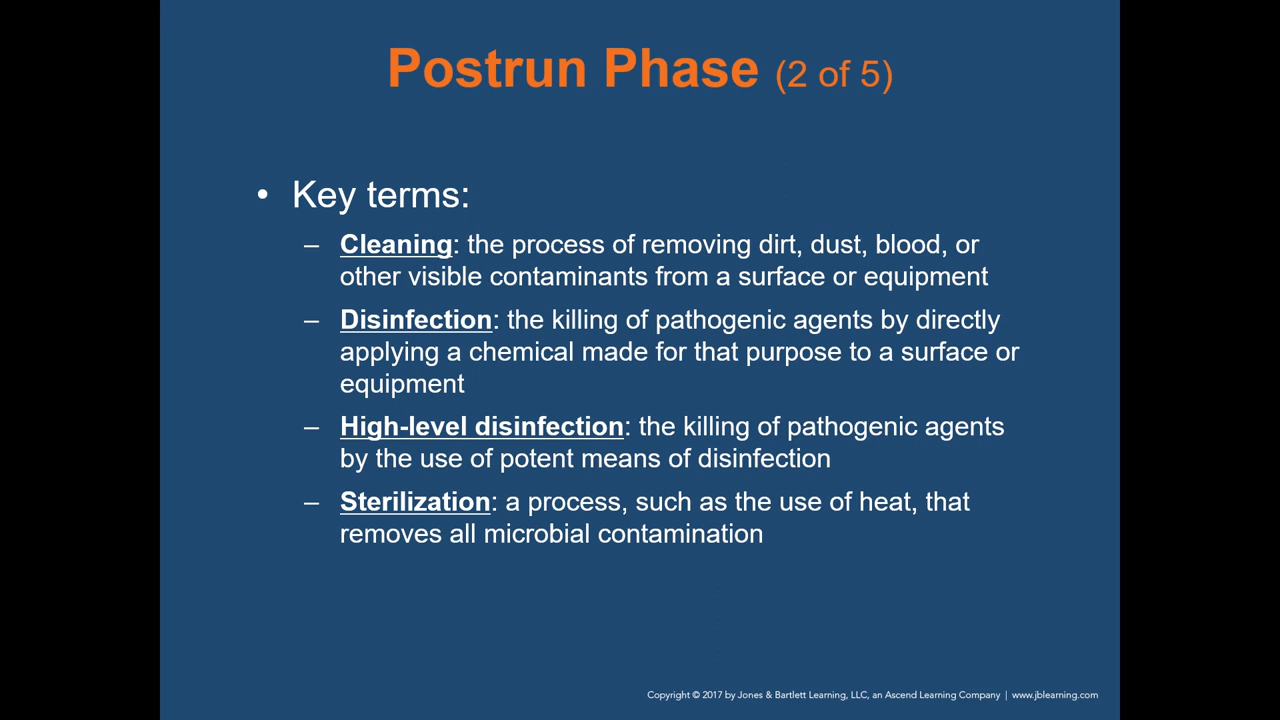 Postrun Phase (2 of 5)
• Key terms:
– Cleaning: the process of removing dirt, dust, blood, or
other visible contaminants from a surface or equipment
– Disinfection: the killing of pathogenic agents by directly
applying a chemical made for that purpose to a surface or
equipment
– High-level disinfection: the killing of pathogenic agents
by the use of potent means of disinfection
– Sterilization: a process, such as the use of heat, that
removes all microbial contamination
Copyright © 2017 by Jones & Bartlett Learning, LLC, an Ascend Learning Company | www.jblearning.com